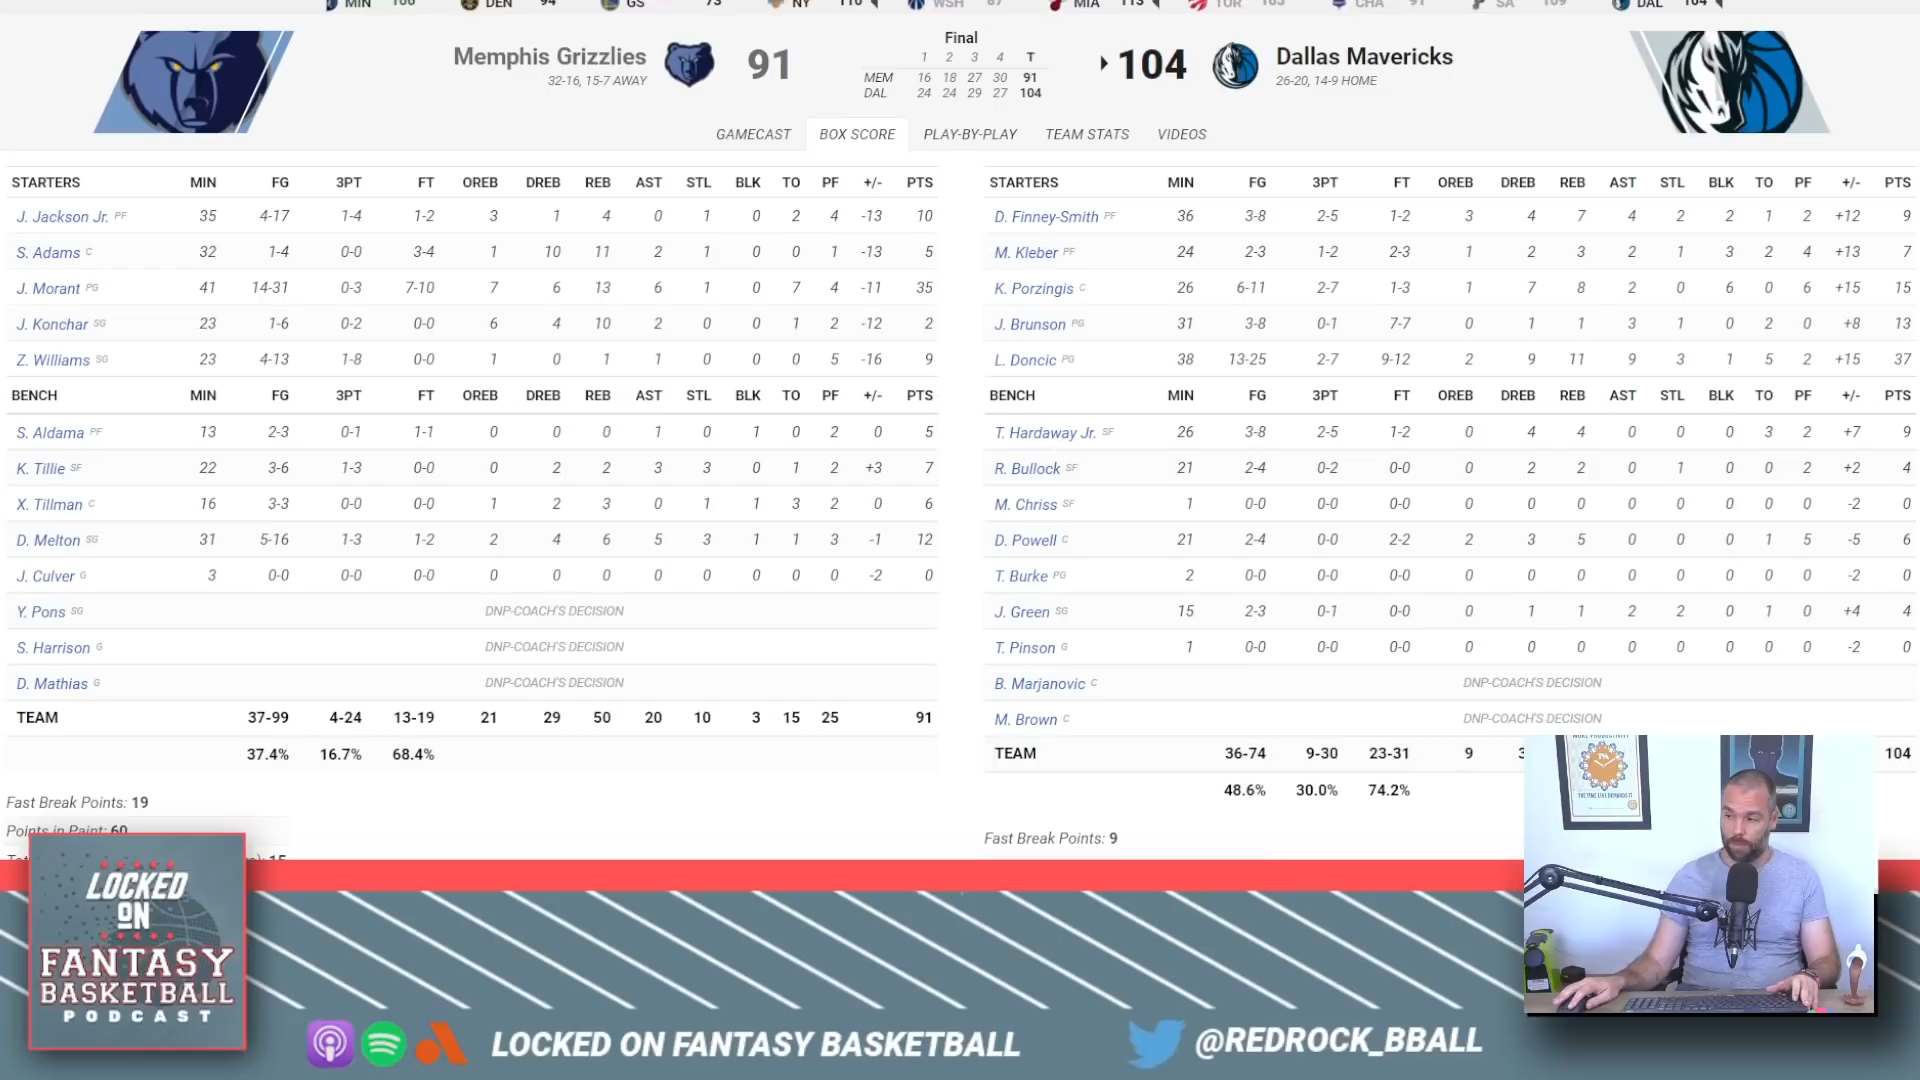 MIN 106 DEN 94 GS 73 NY 110 WSH 87 MIA 113 TOR 105 CHA 91 SA 109 DAL 104
Final
Memphis Grizzlies 91
32-16, 15-7 AWAY
1 2 3 4 T
MEM 16 18 27 30 91
DAL 24 24 29 27 104
104 Dallas Mavericks
26-20, 14-9 HOME
GAMECAST BOX SCORE PLAY-BY-PLAY TEAM STATS VIDEOS
STARTERS MIN FG 3PT FT OREB DREB REB AST STL BLK TO PF +/- PTS
J. Jackson Jr. PF 35 4-17 1-4 1-2 3 1 4 0 1 0 2 4 -13 10
S. Adams C 32 1-4 0-0 3-4 1 10 11 2 1 0 0 1 -13 5
J. Morant PG 41 14-31 0-3 7-10 7 6 13 6 1 0 7 4 -11 35
J. Konchar SG 23 1-6 0-2 0-0 6 4 10 2 0 0 1 2 -12 2
Z. Williams SG 23 4-13 1-8 0-0 1 0 1 1 0 0 0 5 -16 9
BENCH MIN FG 3PT FT OREB DREB REB AST STL BLK TO PF +/- PTS
S. Aldama PF 13 2-3 0-1 1-1 0 0 0 1 0 1 0 2 0 5
K. Tillie SF 22 3-6 1-3 0-0 0 2 2 3 3 0 1 2 +3 7
X. Tillman C 16 3-3 0-0 0-0 1 2 3 0 1 1 3 2 0 6
D. Melton SG 31 5-16 1-3 1-2 2 4 6 5 3 1 1 3 -1 12
J. Culver G 3 0-0 0-0 0-0 0 0 0 0 0 0 0 0 -2 0
Y. Pons SG DNP-COACH'S DECISION
S. Harrison G DNP-COACH'S DECISION
D. Mathias G DNP-COACH'S DECISION
TEAM 37-99 4-24 13-19 21 29 50 20 10 3 15 25 91
37.4% 16.7% 68.4%
Fast Break Points: 19
Points in Paint: 60
STARTERS MIN FG 3PT FT OREB DREB REB AST STL BLK TO PF +/- PTS
D. Finney-Smith PF 36 3-8 2-5 1-2 3 4 7 4 2 2 1 2 +12 9
M. Kleber PF 24 2-3 1-2 2-3 1 2 3 2 1 3 2 4 +13 7
K. Porzingis C 26 6-11 2-7 1-3 1 7 8 2 0 6 0 6 +15 15
J. Brunson PG 31 3-8 0-1 7-7 0 1 1 3 1 0 2 0 +8 13
L. Doncic PG 38 13-25 2-7 9-12 2 9 11 9 3 1 5 2 +15 37
BENCH MIN FG 3PT FT OREB DREB REB AST STL BLK TO PF +/- PTS
T. Hardaway Jr. SF 26 3-8 2-5 1-2 0 4 4 0 0 0 3 2 +7 9
R. Bullock SF 21 2-4 0-2 0-0 0 2 2 0 1 0 0 2 +2 4
M. Chriss SF 1 0-0 0-0 0-0 0 0 0 0 0 0 0 0 -2 0
D. Powell C 21 2-4 0-0 2-2 2 3 5 0 0 0 1 5 -5 6
T. Burke PG 2 0-0 0-0 0-0 0 0 0 0 0 0 0 0 -2 0
J. Green SG 15 2-3 0-1 0-0 0 1 1 2 2 0 1 0 +4 4
T. Pinson G 1 0-0 0-0 0-0 0 0 0 0 0 0 0 0 -2 0
B. Marjanovic C DNP-COACH'S DECISION
M. Brown C DNP-COACH'S DECISION
TEAM 36-74 9-30 23-31 9 3 104
48.6% 30.0% 74.2%
Fast Break Points: 9
LOCKED
ON
FANTASY
BASKETBALL
PODCAST
LOCKED ON FANTASY BASKETBALL
@REDROCK_BBALL